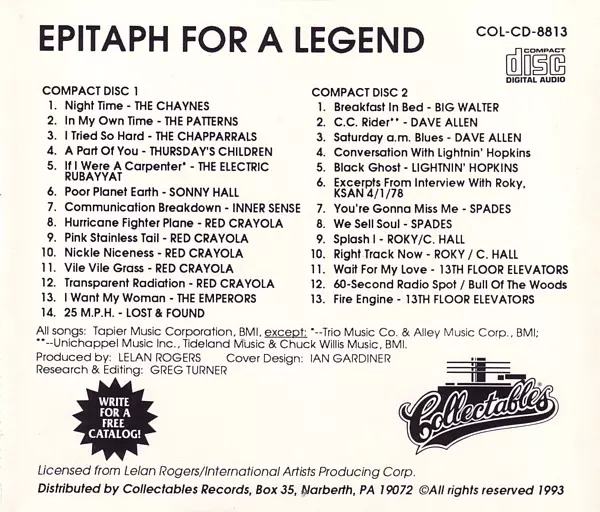 EPITAPH FOR A LEGEND
COL-CD-8813
COMPACT
disc
DIGITAL AUDIO
COMPACT DISC 1
1. Night Time - THE CHAYNES
2. In My Own Time - THE PATTERNS
3. I Tried So Hard - THE CHAPPARRALS
4. A Part Of You - THURSDAY'S CHILDREN
5. If I Were A Carpenter* - THE ELECTRIC
RUBAYYAT
6. Poor Planet Earth - SONNY HALL
7. Communication Breakdown - INNER SENSE
8. Hurricane Fighter Plane - RED CRAYOLA
9. Pink Stainless Tail - RED CRAYOLA
10. Nickle Niceness - RED CRAYOLA
11. Vile Vile Grass - RED CRAYOLA
12. Transparent Radiation - RED CRAYOLA
13. I Want My Woman - THE EMPERORS
14. 25 M.P.H. - LOST & FOUND
COMPACT DISC 2
1. Breakfast In Bed - BIG WALTER
2. C.C. Rider** - DAVE ALLEN
3. Saturday a.m. Blues - DAVE ALLEN
4. Conversation With Lightnin' Hopkins
5. Black Ghost - LIGHTNIN' HOPKINS
6. Excerpts From Interview With Roky,
KSAN 4/1/78
7. You're Gonna Miss Me - SPADES
8. We Sell Soul - SPADES
9. Splash I - ROKY/C. HALL
10. Right Track Now - ROKY / C. HALL
11. Wait For My Love - 13TH FLOOR ELEVATORS
12. 60-Second Radio Spot / Bull Of The Woods
13. Fire Engine - 13TH FLOOR ELEVATORS
All songs: Tapier Music Corporation, BMI, except: *--Trio Music Co. & Alley Music Corp., BMI;
**--Unichappel Music Inc., Tideland Music & Chuck Willis Music, BMI.
Produced by: LELAN ROGERS Cover Design: IAN GARDINER
Research & Editing: GREG TURNER
WRITE
FOR A
FREE
CATALOG!
Collectables
Licensed from Lelan Rogers/International Artists Producing Corp.
Distributed by Collectables Records, Box 35, Narberth, PA 19072 ©All rights reserved 1993